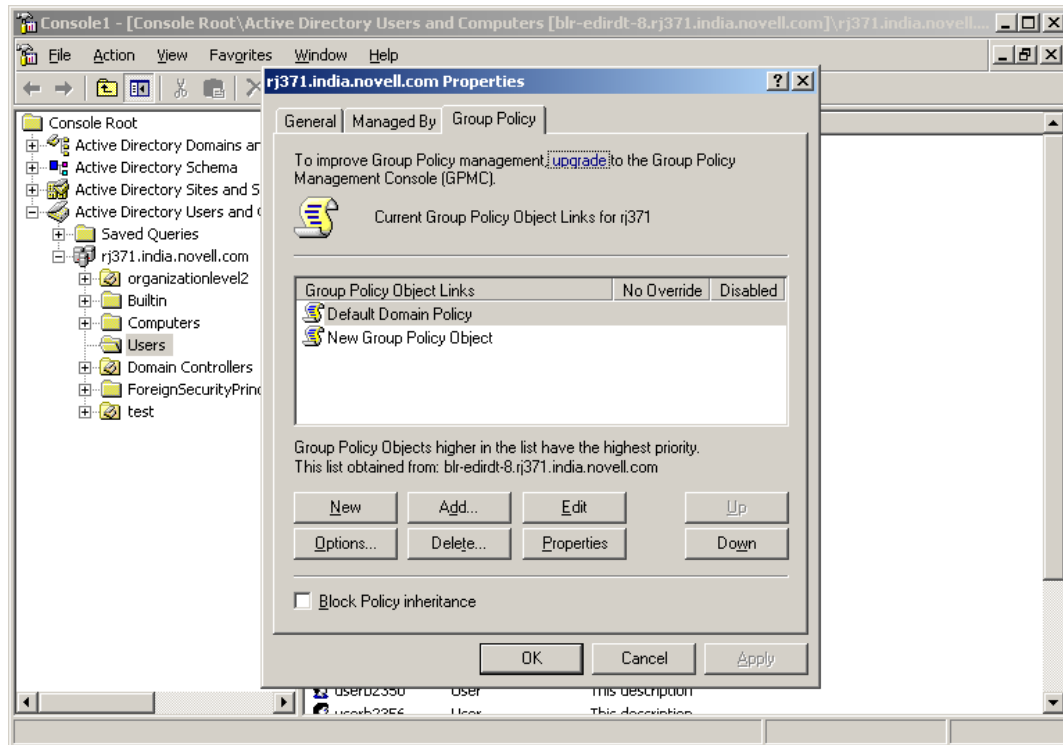 Console1 - [Console Root\Active Directory Users and Computers [blr-edirdt-8.rj371.india.novell.com]\rj371.india.novell....
File Action View Favorites Window Help
rj371.india.novell.com Properties
Console Root
Active Directory Domains ar
Active Directory Schema
Active Directory Sites and S
Active Directory Users and
Saved Queries
rj371.india.novell.com
organizationlevel2
Builtin
Computers
Users
Domain Controllers
ForeignSecurityPrinc
test
General Managed By Group Policy
To improve Group Policy management, upgrade to the Group Policy
Management Console (GPMC).
Current Group Policy Object Links for rj371
Group Policy Object Links No Override Disabled
Default Domain Policy
New Group Policy Object
Group Policy Objects higher in the list have the highest priority.
This list obtained from: blr-edirdt-8.rj371.india.novell.com
New Add... Edit Up
Options... Delete... Properties Down
Block Policy inheritance
OK Cancel Apply
userb2350 User This description
User This description